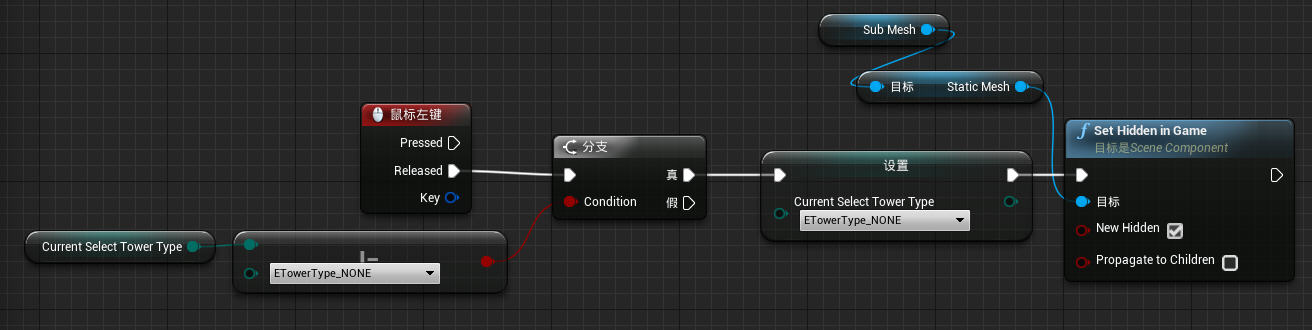 Sub Mesh
目标 Static Mesh
鼠标左键
Pressed
Released
Key
分支
真
Condition 假
设置
Current Select Tower Type
ETowerType_NONE
Set Hidden in Game
目标是Scene Component
目标
New Hidden
Propagate to Children
Current Select Tower Type
ETowerType_NONE